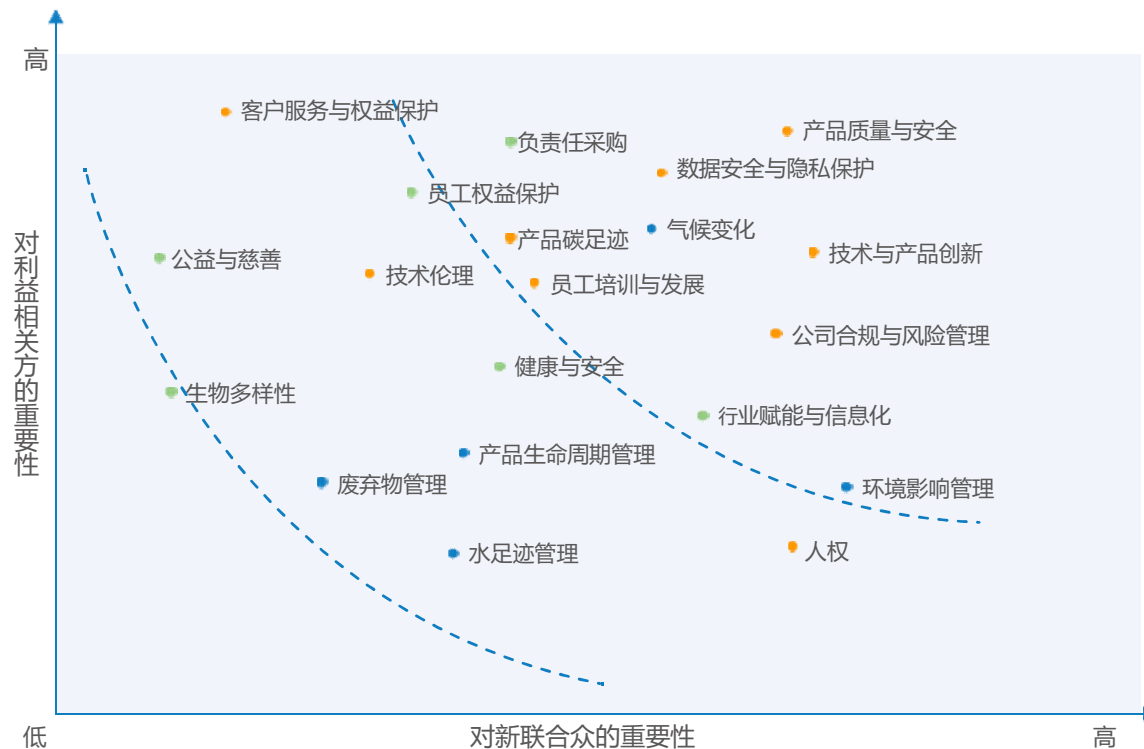 高
客户服务与权益保护
产品质量与安全
负责任采购
数据安全与隐私保护
员工权益保护
气候变化
产品碳足迹
技术与产品创新
公益与慈善
技术伦理
员工培训与发展
公司合规与风险管理
健康与安全
生物多样性
行业赋能与信息化
产品生命周期管理
废弃物管理
环境影响管理
水足迹管理
人权
对利益相关方的重要性
低
对新联合众的重要性
高